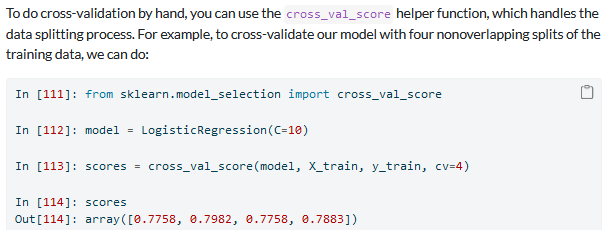 To do cross-validation by hand, you can use the cross_val_score helper function, which handles the
data splitting process. For example, to cross-validate our model with four nonoverlapping splits of the
training data, we can do:
In [111]: from sklearn.model_selection import cross_val_score
In [112]: model = LogisticRegression(C=10)
In [113]: scores = cross_val_score(model, X_train, y_train, cv=4)
In [114]: scores
Out[114]: array([0.7758, 0.7982, 0.7758, 0.7883])